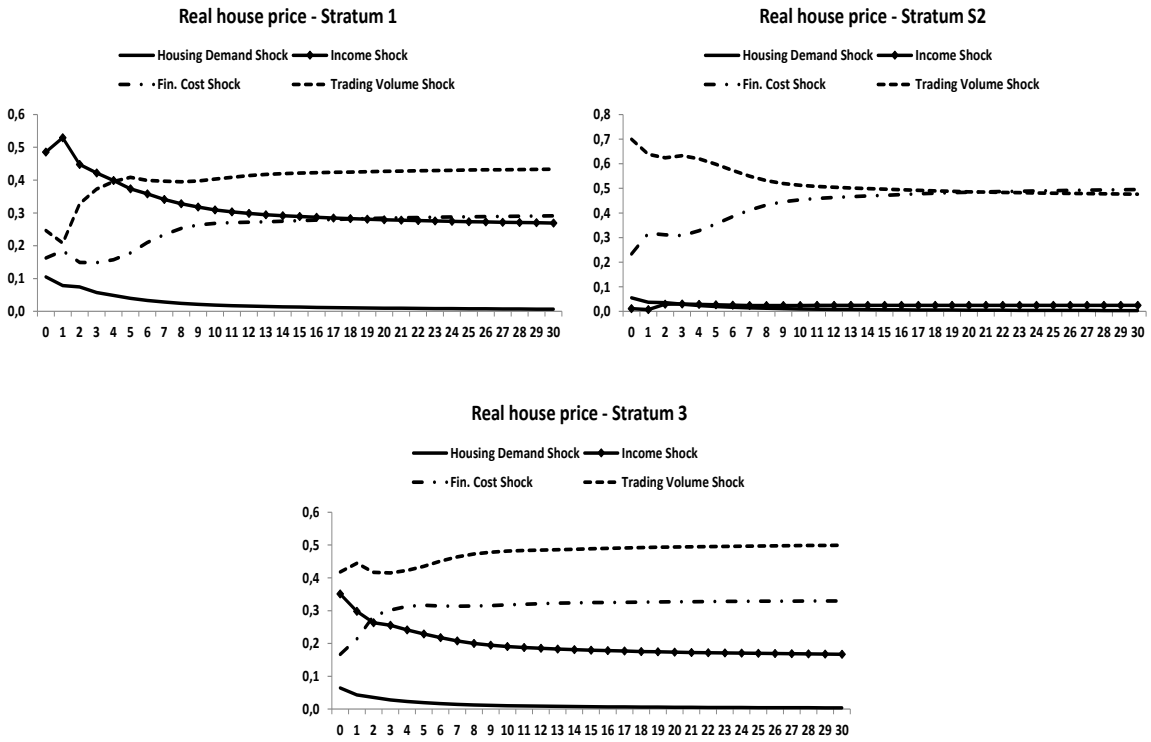 Real house price - Stratum 1
Housing Demand Shock Income Shock
Fin. Cost Shock Trading Volume Shock
0,6
0,5
0,4
0,3
0,2
0,1
0,0
0 1 2 3 4 5 6 7 8 9 10 11 12 13 14 15 16 17 18 19 20 21 22 23 24 25 26 27 28 29 30
Real house price - Stratum S2
Housing Demand Shock Income Shock
Fin. Cost Shock Trading Volume Shock
0,8
0,7
0,6
0,5
0,4
0,3
0,2
0,1
0,0
0 1 2 3 4 5 6 7 8 9 10 11 12 13 14 15 16 17 18 19 20 21 22 23 24 25 26 27 28 29 30
Real house price - Stratum 3
Housing Demand Shock Income Shock
Fin. Cost Shock Trading Volume Shock
0,6
0,5
0,4
0,3
0,2
0,1
0,0
0 1 2 3 4 5 6 7 8 9 10 11 12 13 14 15 16 17 18 19 20 21 22 23 24 25 26 27 28 29 30